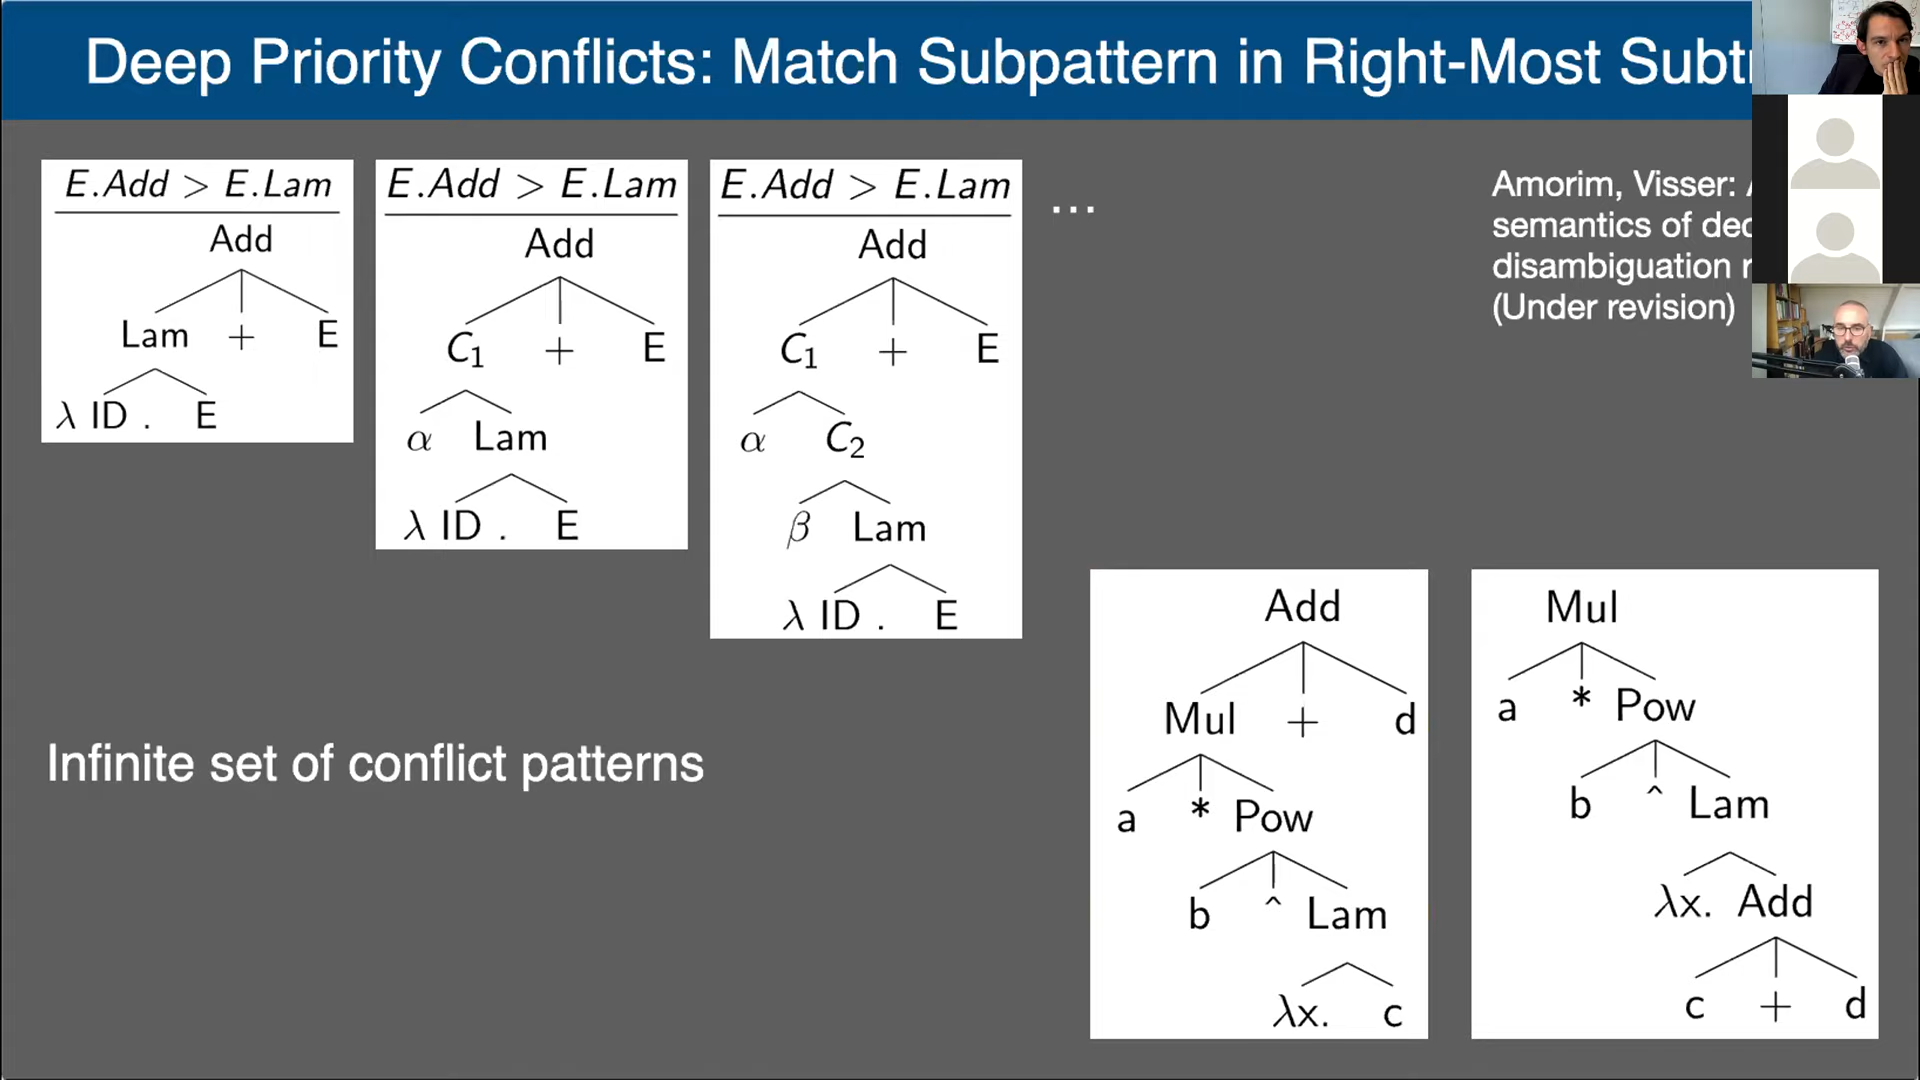 Deep Priority Conflicts: Match Subpattern in Right-Most
E.Add > E.Lam
Add
Lam + E
λ ID . E
E.Add > E.Lam
Add
C₁ + E
α Lam
λ ID . E
E.Add > E.Lam
Add
C₁ + E
α C₂
β Lam
λ ID . E
...
Amorim, Visser:
semantics of
disambiguation
(Under revision)
Infinite set of conflict patterns
Add
Mul + d
a * Pow
b ^ Lam
λx. c
Mul
a * Pow
b ^ Lam
λx. Add
c + d